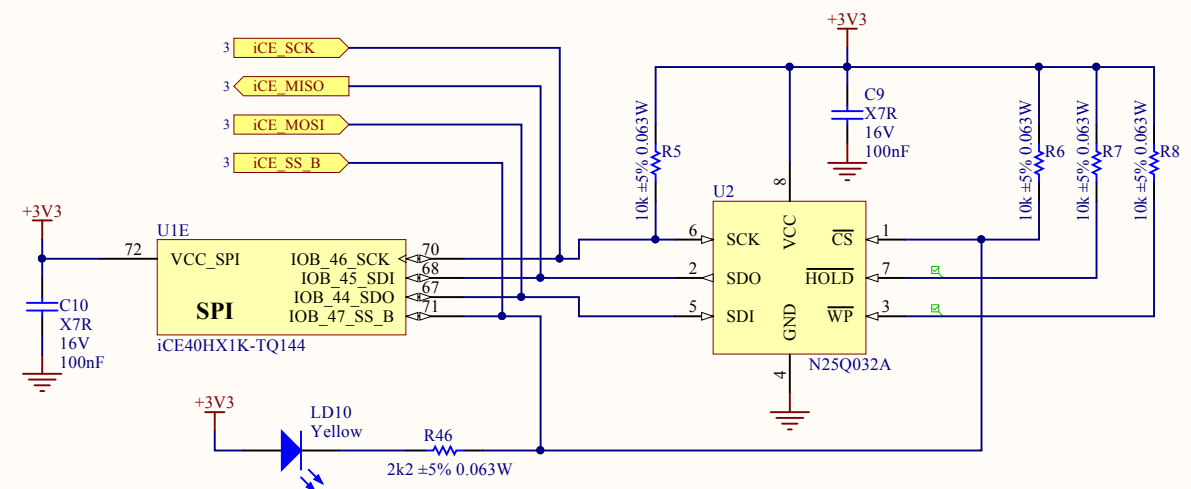 +3V3
3 iCE_SCK
3 iCE_MISO
3 iCE_MOSI
3 iCE_SS_B
C9
X7R
16V
100nF
10k ±5% 0.063W
R5
10k ±5% 0.063W
R6
10k ±5% 0.063W
R7
10k ±5% 0.063W
R8
+3V3
72
U1E
VCC_SPI
IOB_46_SCK
70
IOB_45_SDI
68
IOB_44_SDO
67
IOB_47_SS_B
71
SPI
iCE40HX1K-TQ144
C10
X7R
16V
100nF
U2
8
VCC
6 SCK
2 SDO
5 SDI
CS 1
HOLD 7
WP 3
GND
4
N25Q032A
+3V3
LD10
Yellow
R46
2k2 ±5% 0.063W